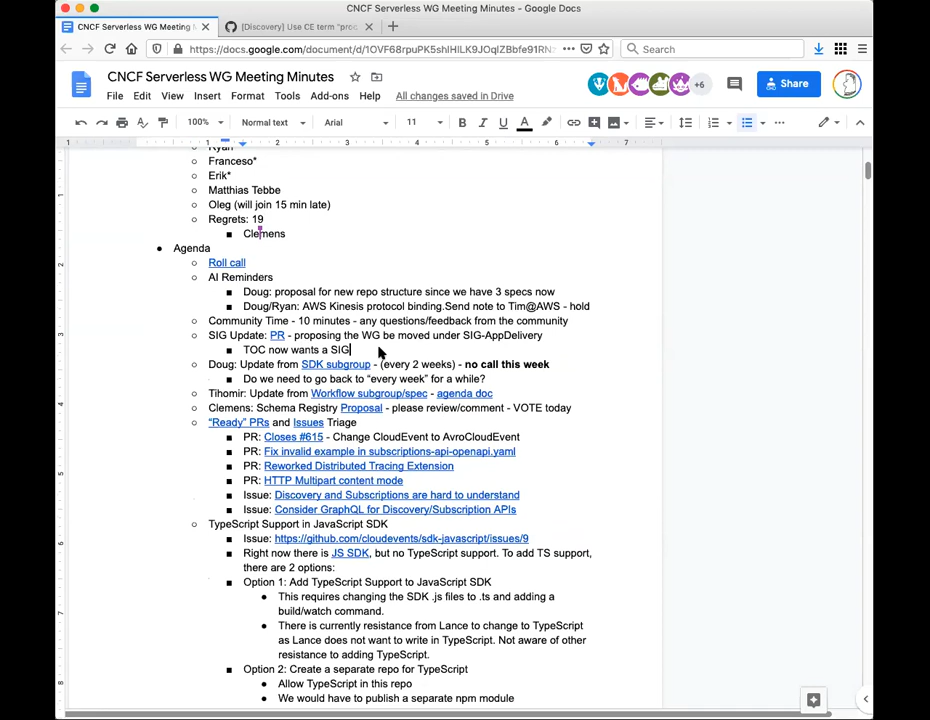 CNCF Serverless WG Meeting Minutes - Google Docs
CNCF Serverless WG Meeting Minutes
[Discovery] Use CE term "proc
https://docs.google.com/document/d/
Search
CNCF Serverless WG Meeting Minutes
File Edit View Insert Format Tools Add-ons Help All changes saved in Drive
+6
Share
100% Normal text Arial 11
1 1 2 3 4 5 6 7
Ryan
Franceso*
Erik*
Matthias Tebbe
Oleg (will join 15 min late)
Regrets: 19
Clemens
Agenda
Roll call
AI Reminders
Doug: proposal for new repo structure since we have 3 specs now
Doug/Ryan: AWS Kinesis protocol binding.Send note to Tim@AWS - hold
Community Time - 10 minutes - any questions/feedback from the community
SIG Update: PR - proposing the WG be moved under SIG-AppDelivery
TOC now wants a SIG
Doug: Update from SDK subgroup - (every 2 weeks) - no call this week
Do we need to go back to “every week” for a while?
Tihomir: Update from Workflow subgroup/spec - agenda doc
Clemens: Schema Registry Proposal - please review/comment - VOTE today
“Ready” PRs and Issues Triage
PR: Closes #615 - Change CloudEvent to AvroCloudEvent
PR: Fix invalid example in subscriptions-api-openapi.yaml
PR: Reworked Distributed Tracing Extension
PR: HTTP Multipart content mode
Issue: Discovery and Subscriptions are hard to understand
Issue: Consider GraphQL for Discovery/Subscription APIs
TypeScript Support in JavaScript SDK
Issue: https://github.com/cloudevents/sdk-javascript/issues/9
Right now there is JS SDK, but no TypeScript support. To add TS support,
there are 2 options:
Option 1: Add TypeScript Support to JavaScript SDK
This requires changing the SDK .js files to .ts and adding a
build/watch command.
There is currently resistance from Lance to change to TypeScript
as Lance does not want to write in TypeScript. Not aware of other
resistance to adding TypeScript.
Option 2: Create a separate repo for TypeScript
Allow TypeScript in this repo
We would have to publish a separate npm module